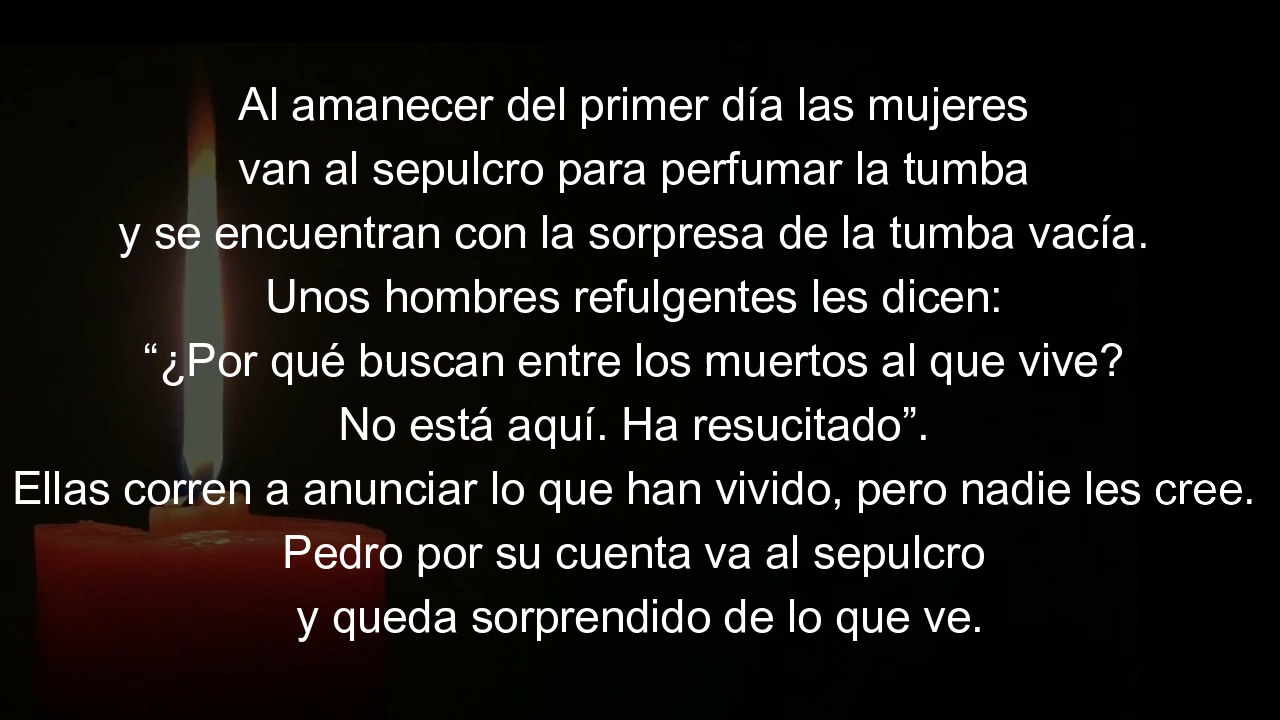 Al amanecer del primer día las mujeres
van al sepulcro para perfumar la tumba
y se encuentran con la sorpresa de la tumba vacía.
Unos hombres refulgentes les dicen:
“¿Por qué buscan entre los muertos al que vive?
No está aquí. Ha resucitado”.
Ellas corren a anunciar lo que han vivido, pero nadie les cree.
Pedro por su cuenta va al sepulcro
y queda sorprendido de lo que ve.